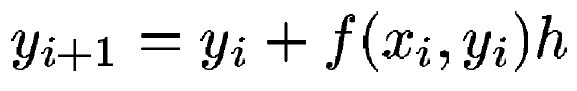 y_{i+1} = y_i + f(x_i, y_i)h